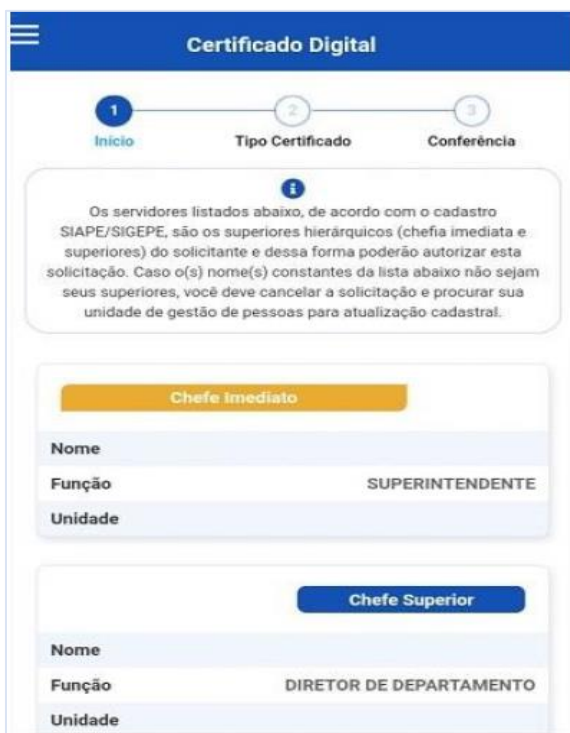 Certificado Digital
1
2
3
Início
Tipo Certificado
Conferência
i
Os servidores listados abaixo, de acordo com o cadastro
SIAPE/SIGEPE, são os superiores hierárquicos (chefia imediata e
superiores) do solicitante e dessa forma poderão autorizar esta
solicitação. Caso o(s) nome(s) constantes da lista abaixo não sejam
seus superiores, você deve cancelar a solicitação e procurar sua
unidade de gestão de pessoas para atualização cadastral.
Chefe Imediato
Nome
Função SUPERINTENDENTE
Unidade
Chefe Superior
Nome
Função DIRETOR DE DEPARTAMENTO
Unidade